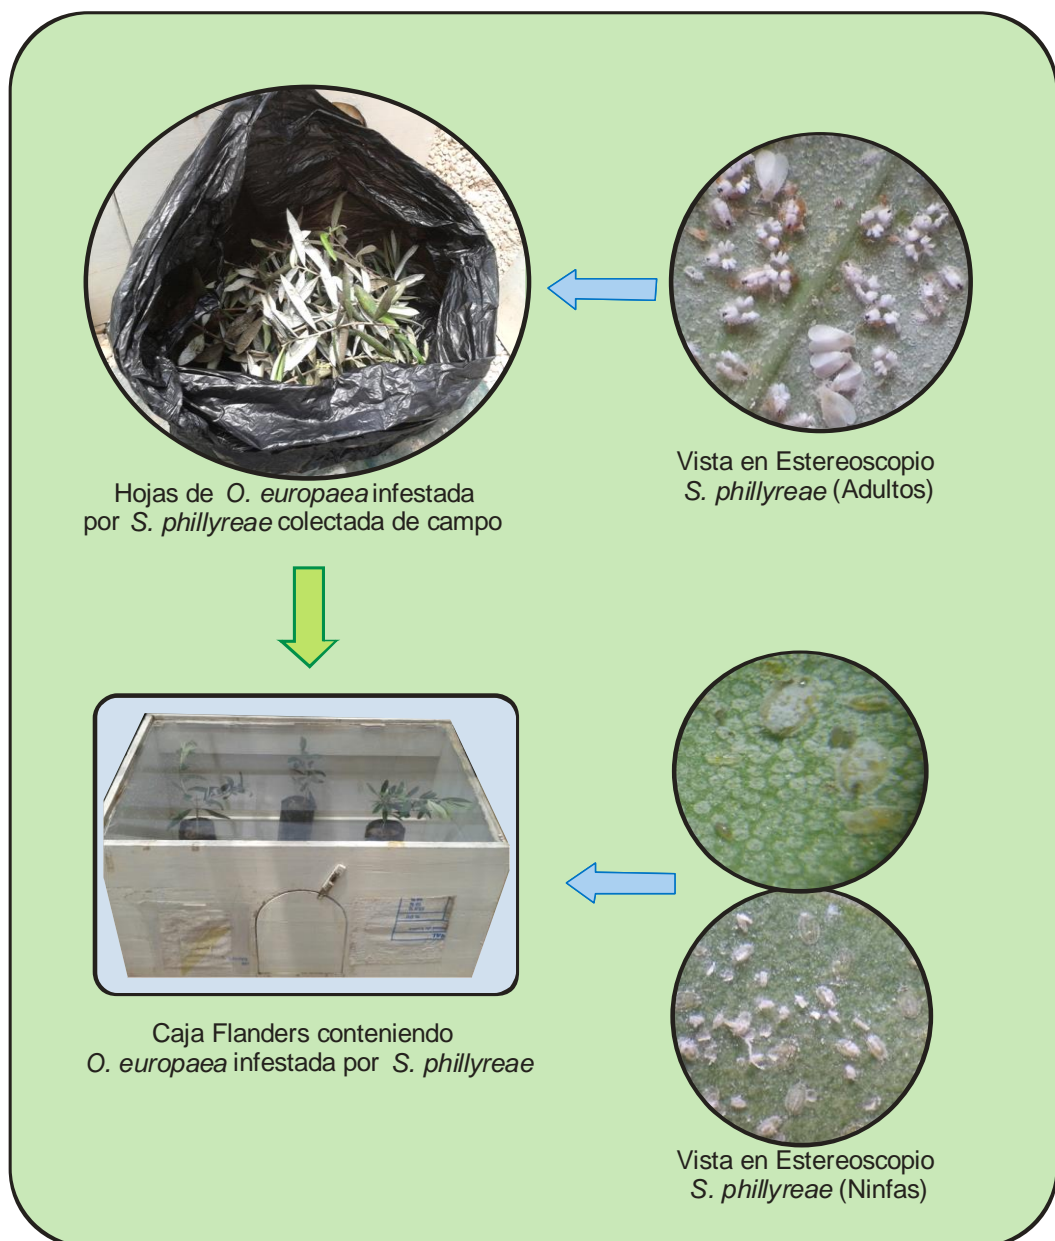 Hojas de O. europaea infestada
por S. phillyreae colectada de campo
Vista en Estereoscopio
S. phillyreae (Adultos)
Caja Flanders conteniendo
O. europaea infestada por S. phillyreae
Vista en Estereoscopio
S. phillyreae (Ninfas)